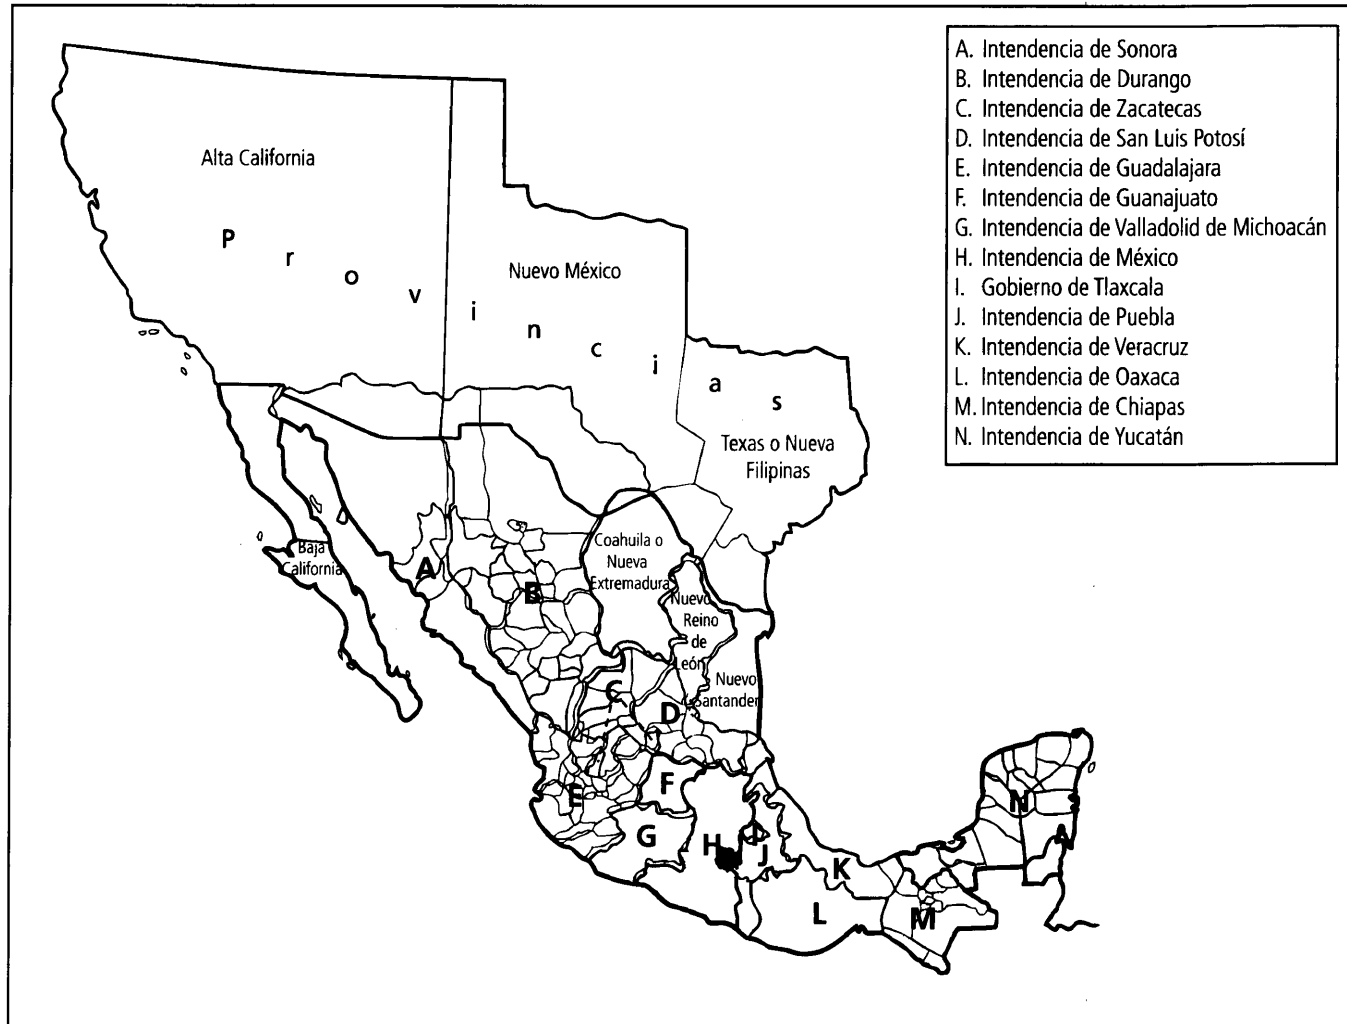 A. Intendencia de Sonora
B. Intendencia de Durango
C. Intendencia de Zacatecas
D. Intendencia de San Luis Potosí
E. Intendencia de Guadalajara
F. Intendencia de Guanajuato
G. Intendencia de Valladolid de Michoacán
H. Intendencia de México
I. Gobierno de Tlaxcala
J. Intendencia de Puebla
K. Intendencia de Veracruz
L. Intendencia de Oaxaca
M. Intendencia de Chiapas
N. Intendencia de Yucatán
Alta California
Provincias
Nuevo México
Texas o Nueva
Filipinas
Coahuila o
Nueva
Extremadura
Baja
California
Nuevo
Reino
de
León
Nuevo
Santander
A
B
C
D
E
F
G
H
I
J
K
L
M
N